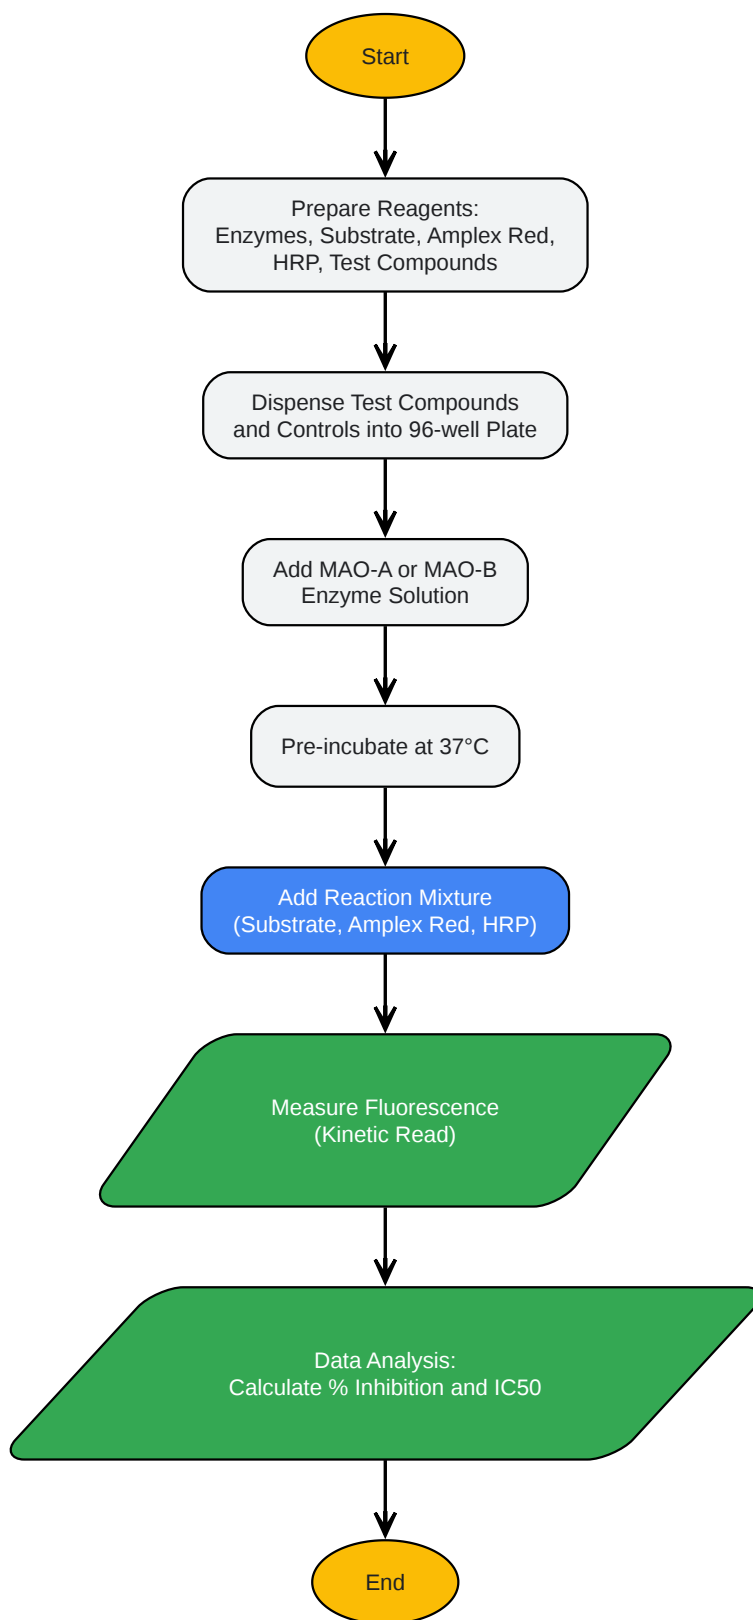 Start
Prepare Reagents:
Enzymes, Substrate, Amplex Red,
HRP, Test Compounds
Dispense Test Compounds
and Controls into 96-well Plate
Add MAO-A or MAO-B
Enzyme Solution
Pre-incubate at 37°C
Add Reaction Mixture
(Substrate, Amplex Red, HRP)
Measure Fluorescence
(Kinetic Read)
Data Analysis:
Calculate % Inhibition and IC50
End